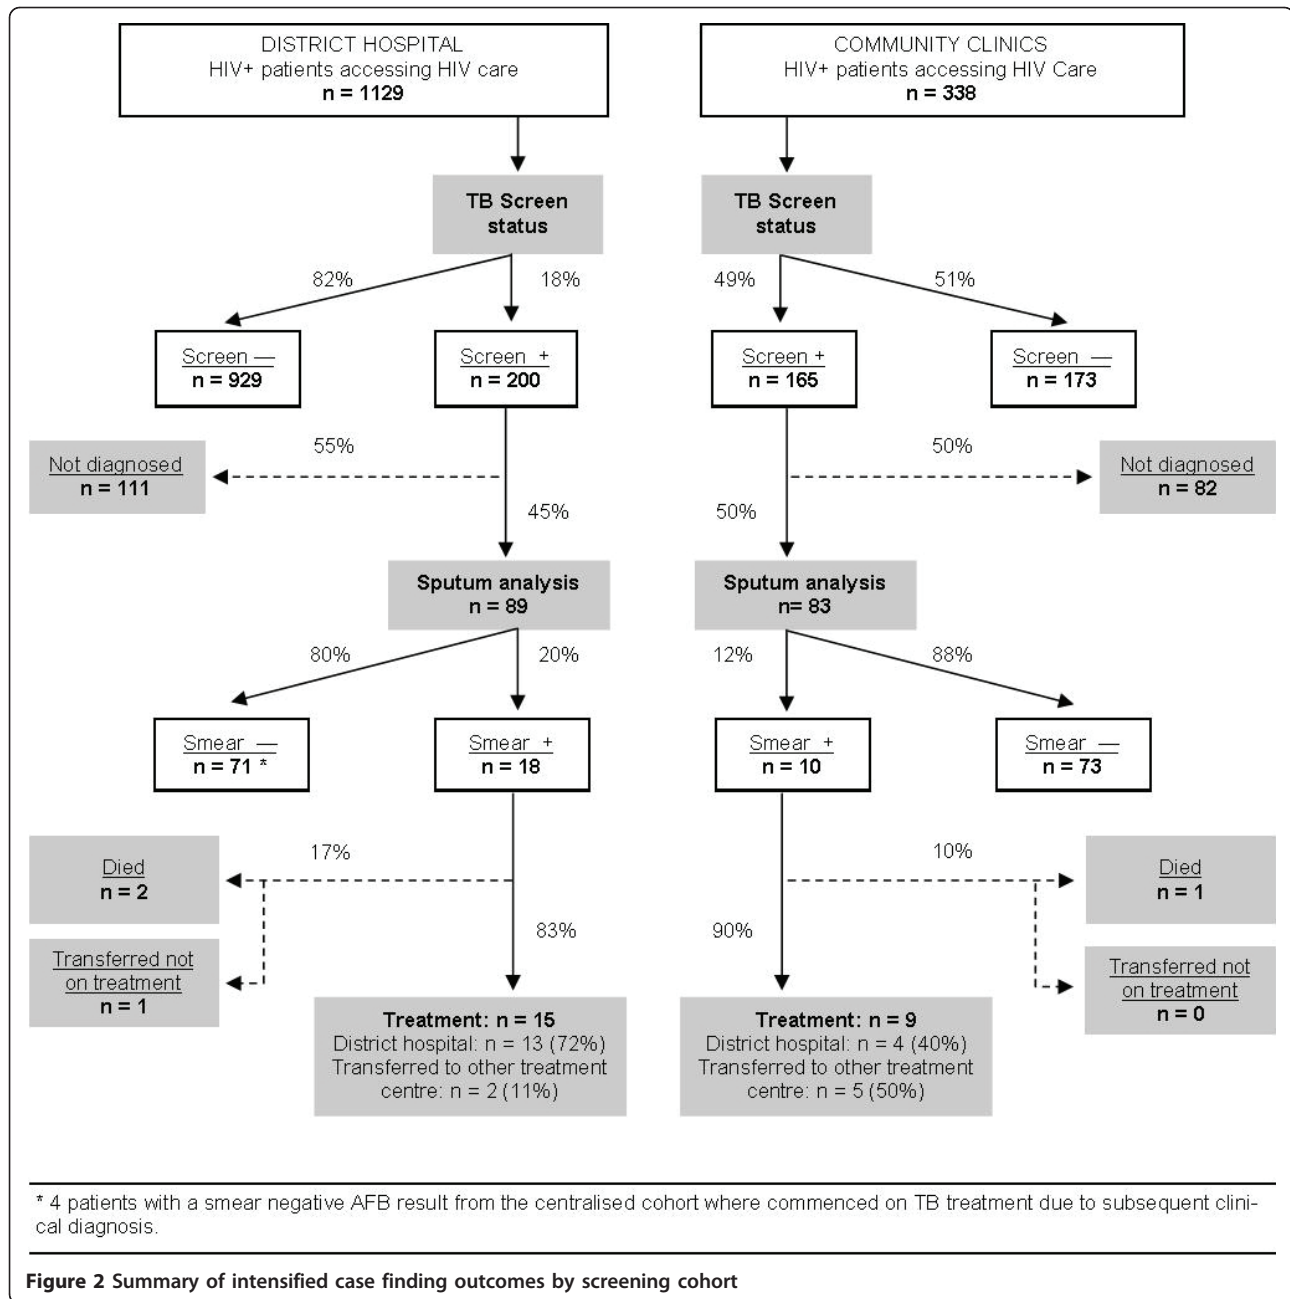 DISTRICT HOSPITAL
HIV+ patients accessing HIV care
n = 1129
COMMUNITY CLINICS
HIV+ patients accessing HIV Care
n = 338
TB Screen
status
TB Screen
status
82%
18%
49%
51%
Screen —
n = 929
Screen +
n = 200
Screen +
n = 165
Screen —
n = 173
55%
50%
Not diagnosed
n = 111
Not diagnosed
n = 82
45%
50%
Sputum analysis
n = 89
Sputum analysis
n= 83
80%
20%
12%
88%
Smear —
n = 71 *
Smear +
n = 18
Smear +
n = 10
Smear —
n = 73
17%
10%
Died
n = 2
Died
n = 1
83%
90%
Transferred not
on treatment
n = 1
Transferred not
on treatment
n = 0
Treatment: n = 15
District hospital: n = 13 (72%)
Transferred to other treatment
centre: n = 2 (11%)
Treatment: n = 9
District hospital: n = 4 (40%)
Transferred to other treatment
centre: n = 5 (50%)
* 4 patients with a smear negative AFB result from the centralised cohort where commenced on TB treatment due to subsequent clini-
cal diagnosis.
Figure 2 Summary of intensified case finding outcomes by screening cohort